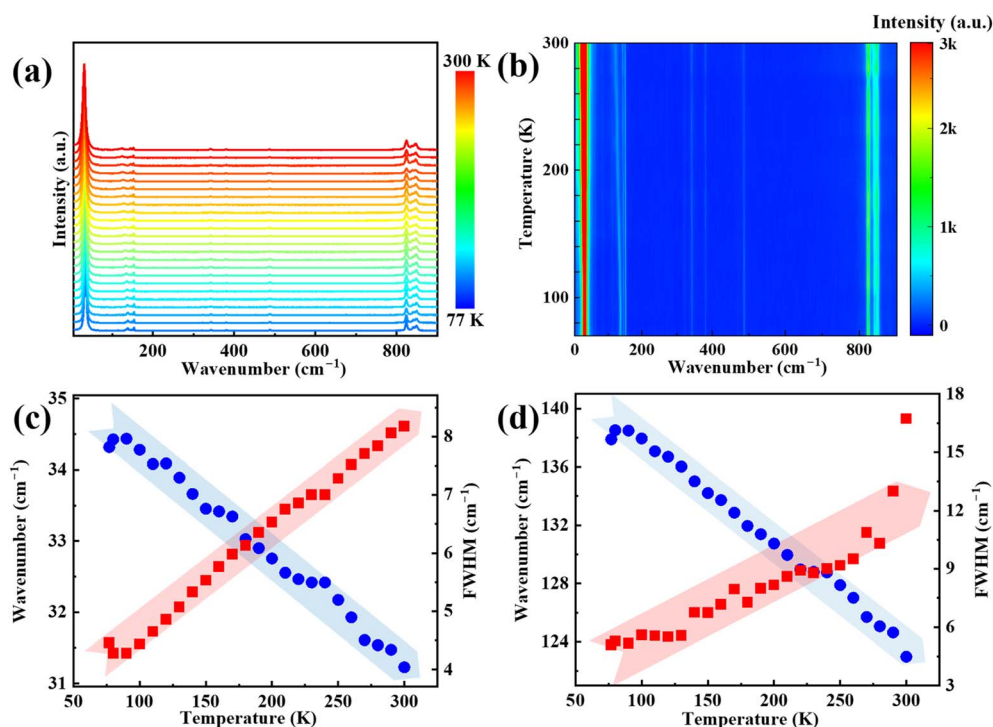 (a)
300 K
77 K
Intensity (a.u.)
200 400 600 800
Wavenumber (cm⁻¹)
(b)
Intensity (a.u.)
3k
2k
1k
0
Temperature (K)
300
200
100
0 200 400 600 800
Wavenumber (cm⁻¹)
(c)
Wavenumber (cm⁻¹)
35
34
33
32
31
FWHM (cm⁻¹)
8
7
6
5
4
50 100 150 200 250 300
Temperature (K)
(d)
Wavenumber (cm⁻¹)
140
136
132
128
124
FWHM (cm⁻¹)
18
15
12
9
6
3
50 100 150 200 250 300
Temperature (K)